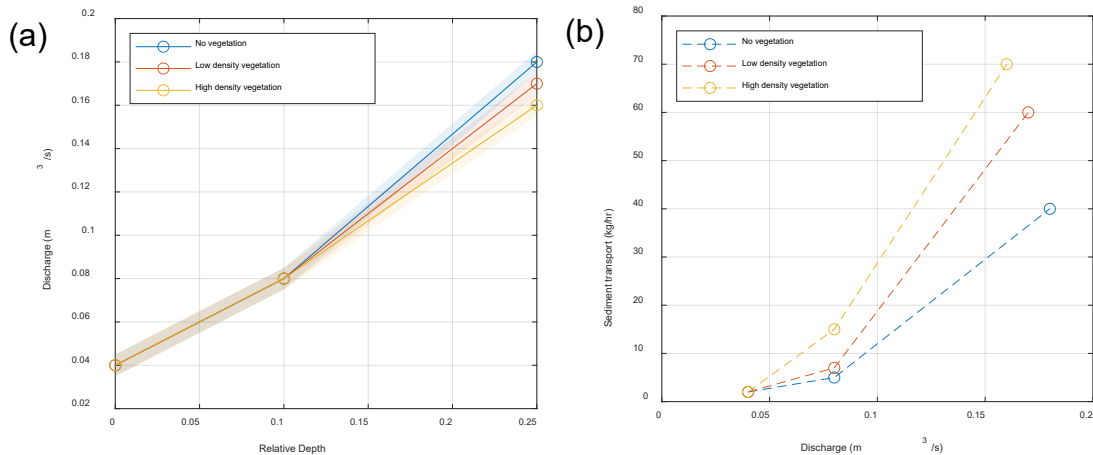 (a)
0.2
0.18
0.16
0.14
0.12
0.1
0.08
0.06
0.04
0.02
Discharge (m 3 /s)
No vegetation
Low density vegetation
High density vegetation
0 0.05 0.1 0.15 0.2 0.25
Relative Depth
(b)
80
70
60
50
40
30
20
10
0
Sediment transport (kg/hr)
No vegetation
Low density vegetation
High density vegetation
0 0.05 0.1 0.15 0.2
Discharge (m 3 /s)